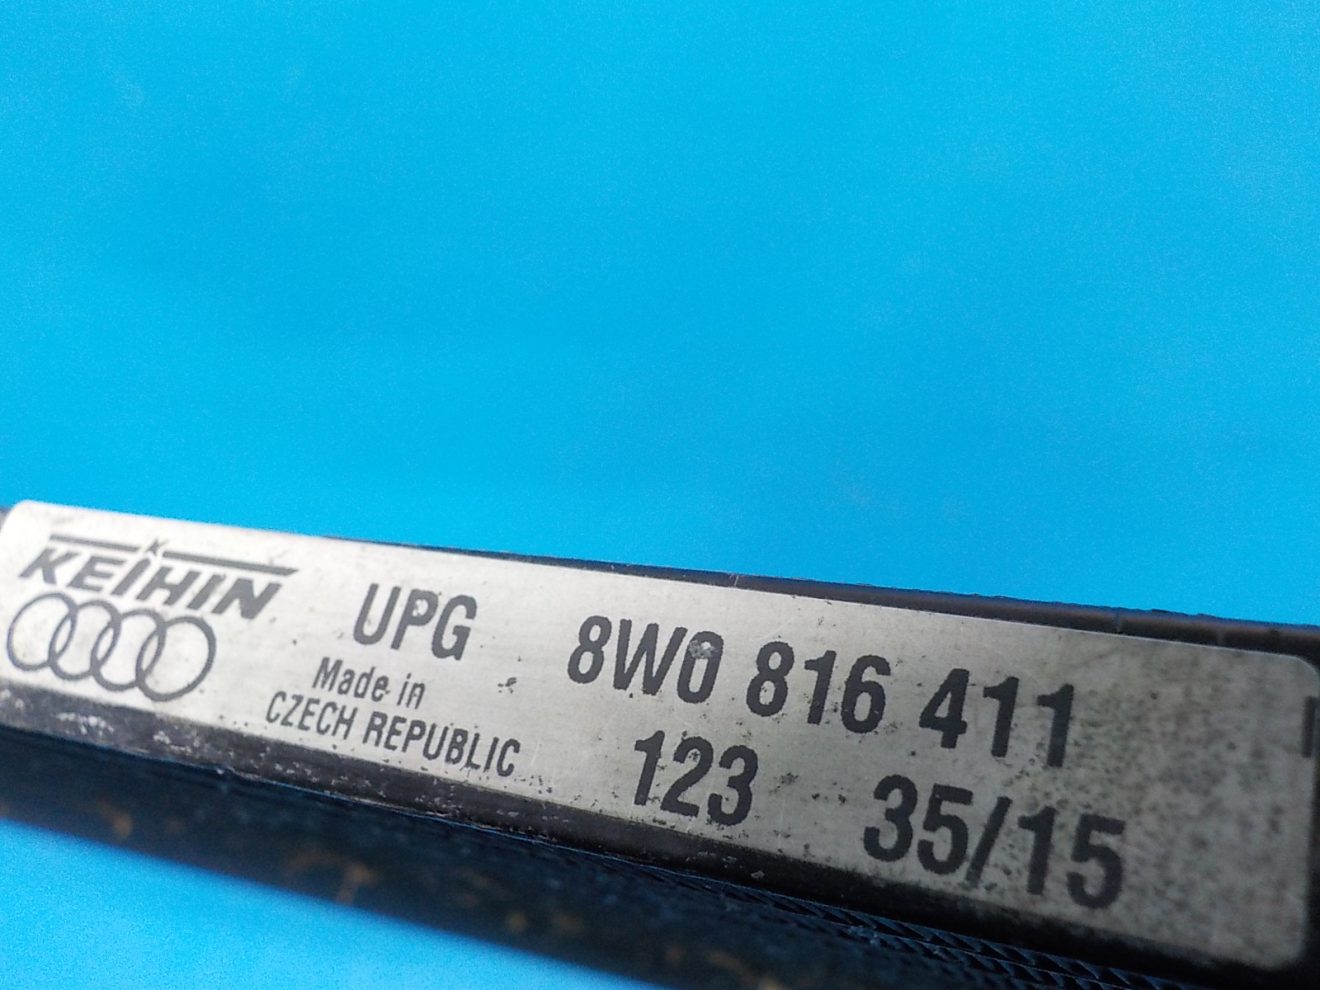 KEIHIN
UPG 8W0 816 411
Made in
CZECH REPUBLIC
123 35/15